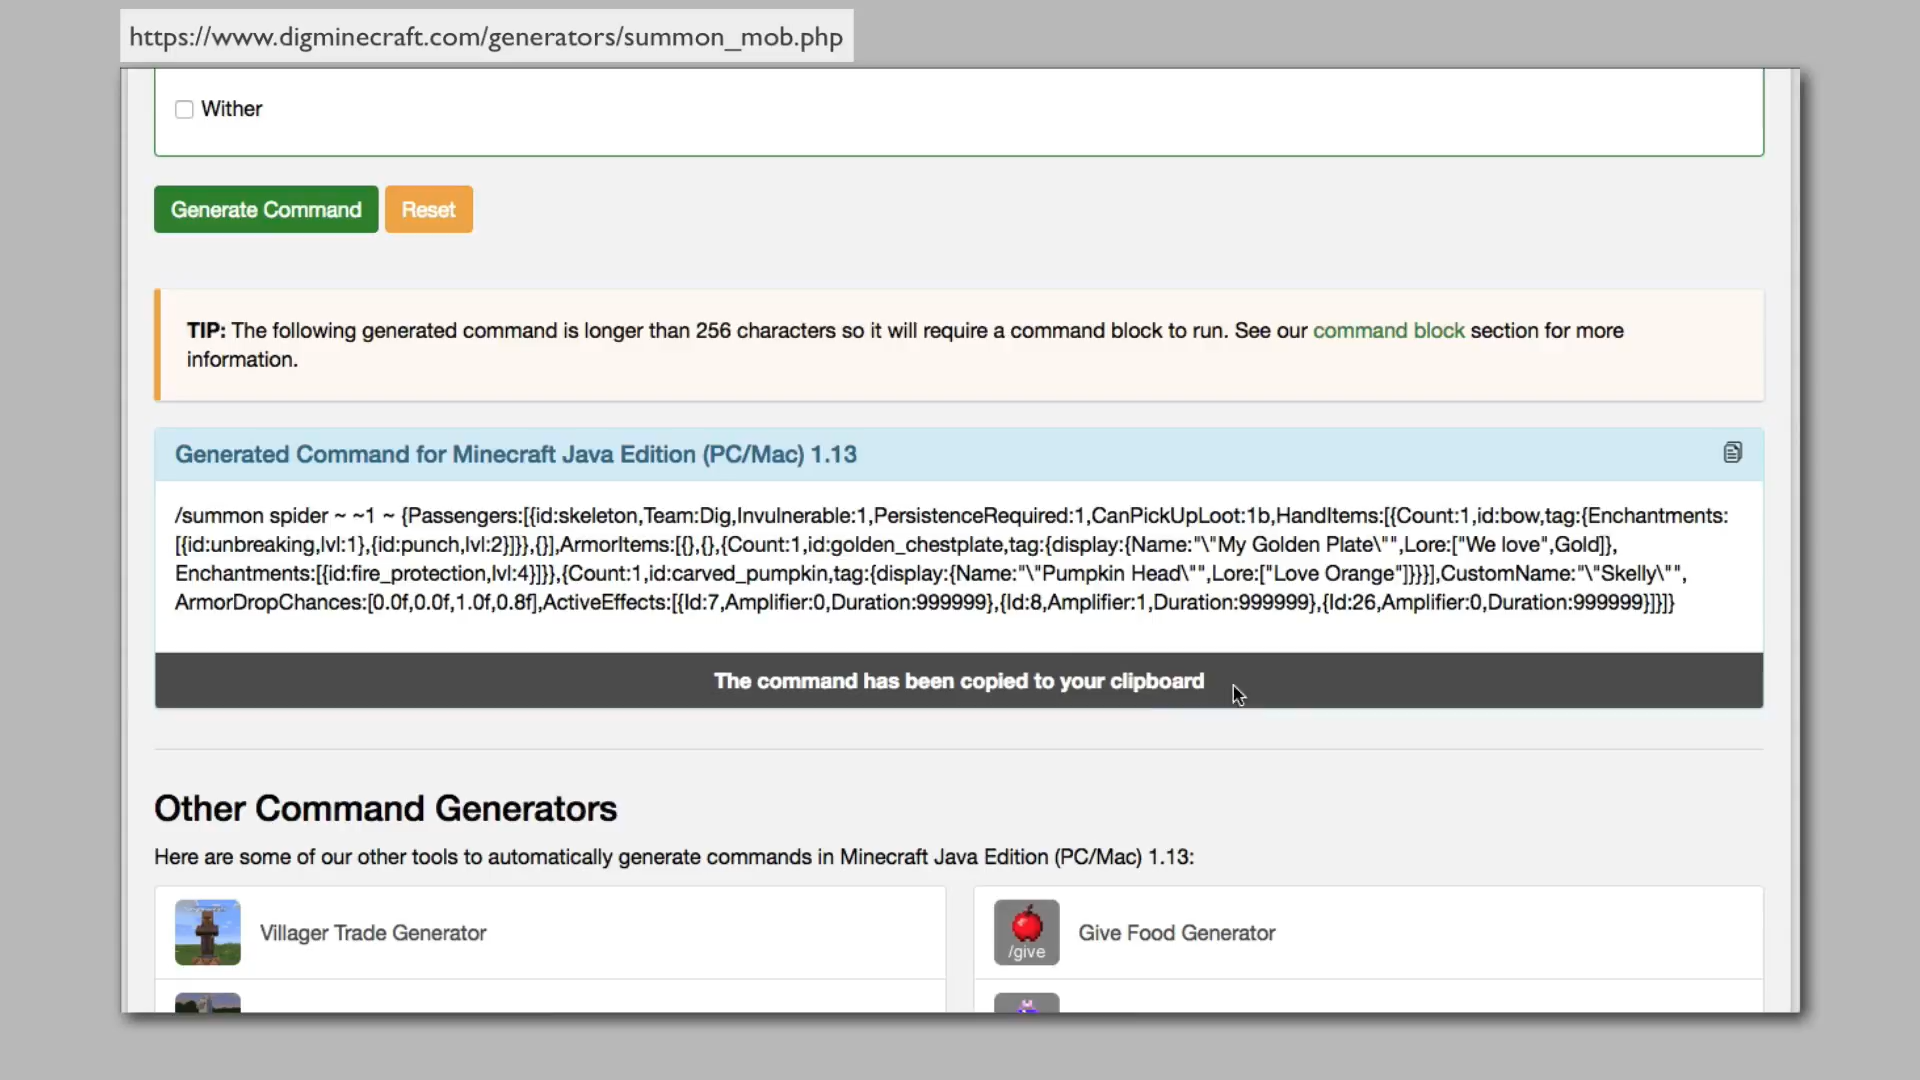 https://www.digminecraft.com/generators/summon_mob.php
Wither
Generate Command
Reset
TIP: The following generated command is longer than 256 characters so it will require a command block to run. See our command block section for more
information.
Generated Command for Minecraft Java Edition (PC/Mac) 1.13
/summon spider ~ ~1 ~ {Passengers:[{id:skeleton,Team:Dig,Invulnerable:1,PersistenceRequired:1,CanPickUpLoot:1b,HandItems:[{Count:1,id:bow,tag:{Enchantments:
[{id:unbreaking,lvl:1},{id:punch,lvl:2}]}},{}],ArmorItems:[{},{},{Count:1,id:golden_chestplate,tag:{display:{Name:"\"My Golden Plate\"",Lore:["We love",Gold]},
Enchantments:[{id:fire_protection,lvl:4}]}},{Count:1,id:carved_pumpkin,tag:{display:{Name:"\"Pumpkin Head\"",Lore:["Love Orange"]}}}],CustomName:"\"Skelly\"",
ArmorDropChances:[0.0f,0.0f,1.0f,0.8f],ActiveEffects:[{Id:7,Amplifier:0,Duration:999999},{Id:8,Amplifier:1,Duration:999999},{Id:26,Amplifier:0,Duration:999999}]}]}
The command has been copied to your clipboard
Other Command Generators
Here are some of our other tools to automatically generate commands in Minecraft Java Edition (PC/Mac) 1.13:
Villager Trade Generator
/give
Give Food Generator